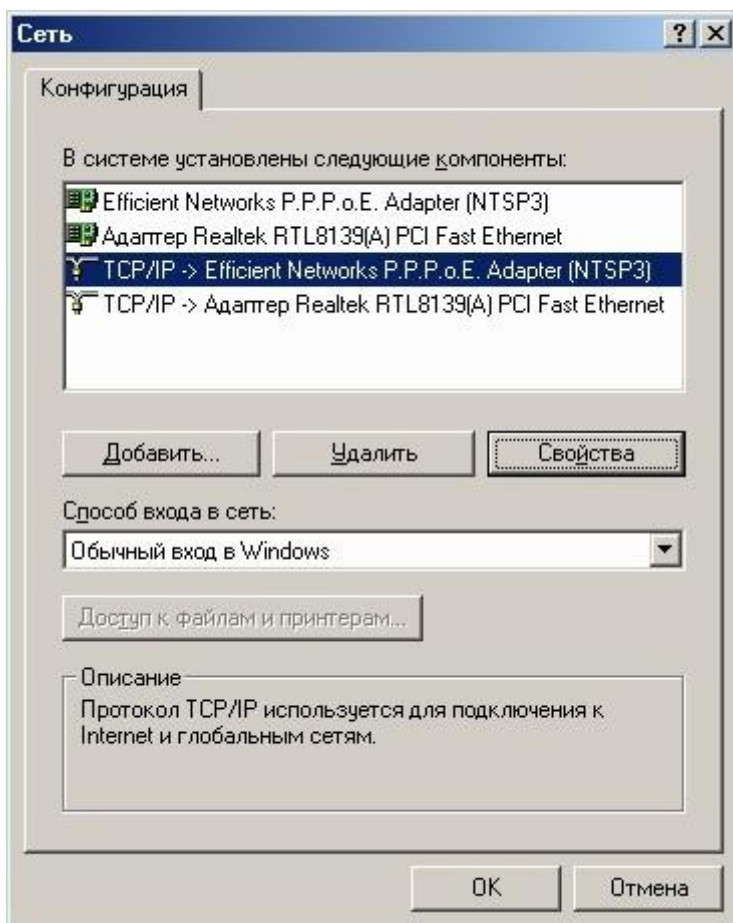 Сеть
Конфигурация
В системе установлены следующие компоненты:
Efficient Networks P.P.P.o.E. Adapter (NTSP3)
Адаптер Realtek RTL8139(A) PCI Fast Ethernet
TCP/IP -> Efficient Networks P.P.P.o.E. Adapter (NTSP3)
TCP/IP -> Адаптер Realtek RTL8139(A) PCI Fast Ethernet
Добавить... Удалить Свойства
Способ входа в сеть:
Обычный вход в Windows
Доступ к файлам и принтерам...
Описание
Протокол TCP/IP используется для подключения к
Internet и глобальным сетям.
OK Отмена